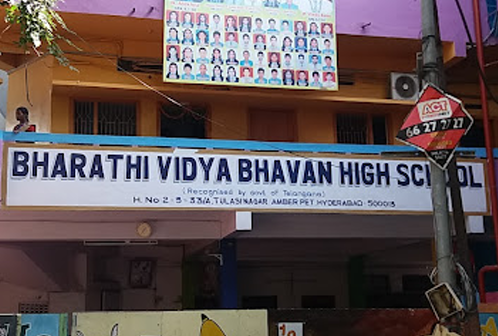 BHARATHI VIDYA BHAVAN HIGH SCHOOL
(Recognised by govt. of Telangana)
H. No 2-5-33/A, TULASINAGAR, AMBER PET, HYDERABAD-500013
ACT
66 27 27 27